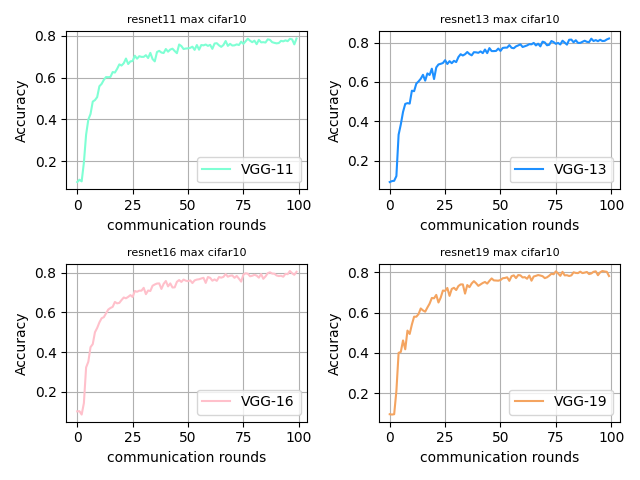 resnet11 max cifar10
Accuracy
0.8
0.6
0.4
0.2
VGG-11
0 25 50 75 100
communication rounds
resnet13 max cifar10
Accuracy
0.8
0.6
0.4
0.2
VGG-13
0 25 50 75 100
communication rounds
resnet16 max cifar10
Accuracy
0.8
0.6
0.4
0.2
VGG-16
0 25 50 75 100
communication rounds
resnet19 max cifar10
Accuracy
0.8
0.6
0.4
0.2
VGG-19
0 25 50 75 100
communication rounds